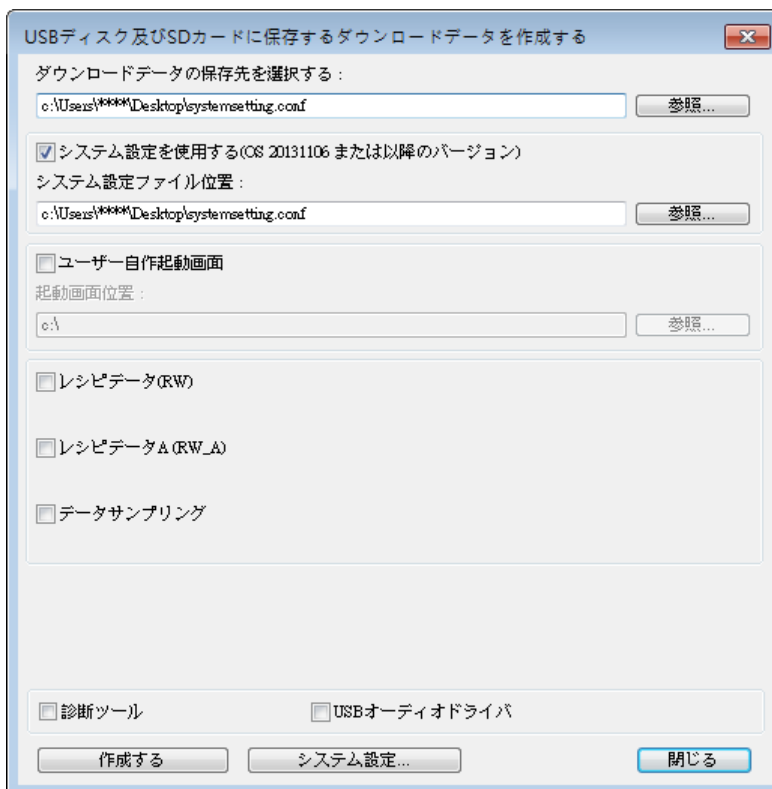 USBディスク及びSDカードに保存するダウンロードデータを作成する
ダウンロードデータの保存先を選択する :
c:\Users\****\Desktop\systemsetting.conf
参照...
システム設定を使用する(OS 20131106 または以降のバージョン)
システム設定ファイル位置 :
c:\Users\****\Desktop\systemsetting.conf
参照...
ユーザー自作起動画面
起動画面位置 :
c:\
参照...
レシピデータ(RW)
レシピデータA (RW_A)
データサンプリング
診断ツール
USBオーディオドライバ
作成する
システム設定...
閉じる